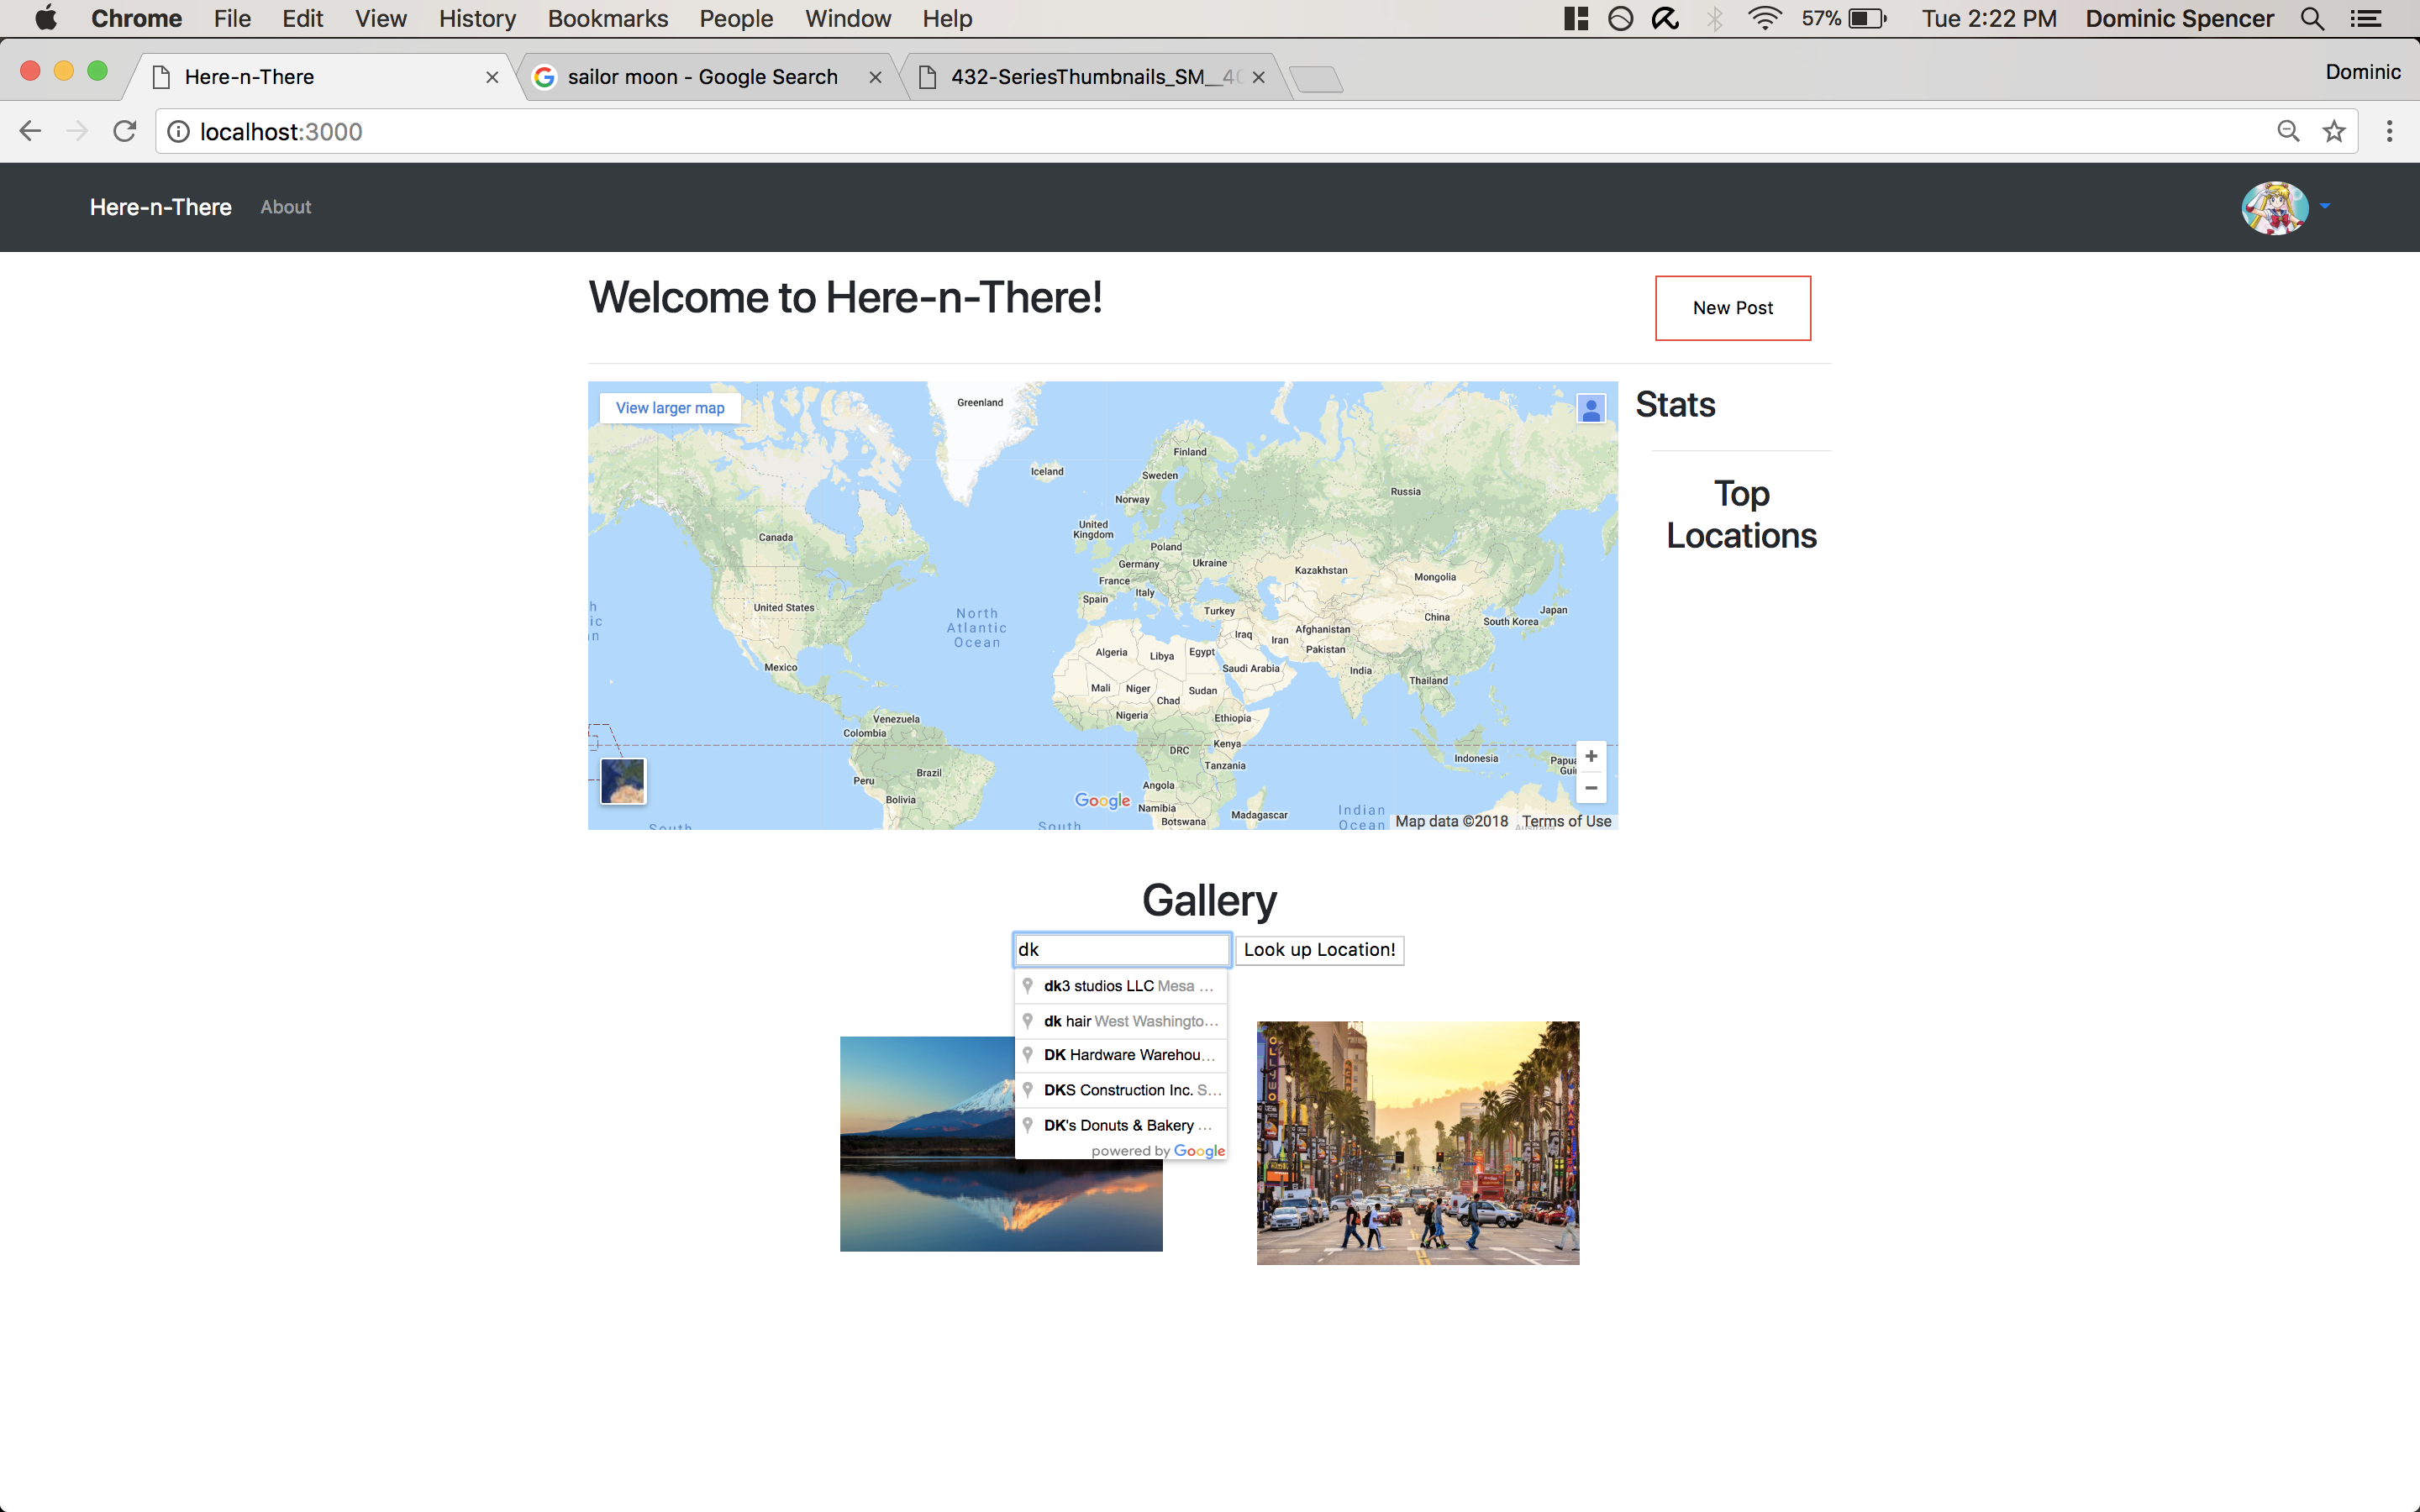 Chrome File Edit View History Bookmarks People Window Help 57% Tue 2:22 PM Dominic Spencer
Here-n-There sailor moon - Google Search 432-SeriesThumbnails_SM__40 Dominic
localhost:3000
Here-n-There About
Welcome to Here-n-There! New Post
View larger map
Stats
Top
Locations
Greenland
Iceland
Finland
Sweden
Norway
Russia
United
Kingdom
Canada
Poland
Germany
Ukraine
Kazakhstan
France
Mongolia
Italy
Spain
United States
Turkey
Japan
North
Atlantic
Ocean
China
South Korea
h
ic
n
Iraq
Afghanistan
Iran
Pakistan
Algeria
Libya
Egypt
Mexico
Saudi Arabia
India
Thailand
Mali
Niger
Sudan
Chad
Nigeria
Ethiopia
Venezuela
Colombia
DRC
Kenya
Indonesia
Papua
Gui
Tanzania
Peru
Brazil
Angola
Bolivia
Google
Namibia
Madagascar
Botswana
Indian
Ocean
South
South
Map data ©2018 Terms of Use
Gallery
dk Look up Location!
dk3 studios LLC Mesa ...
dk hair West Washingto...
DK Hardware Warehou...
DKS Construction Inc. S...
DK's Donuts & Bakery ...
powered by Google